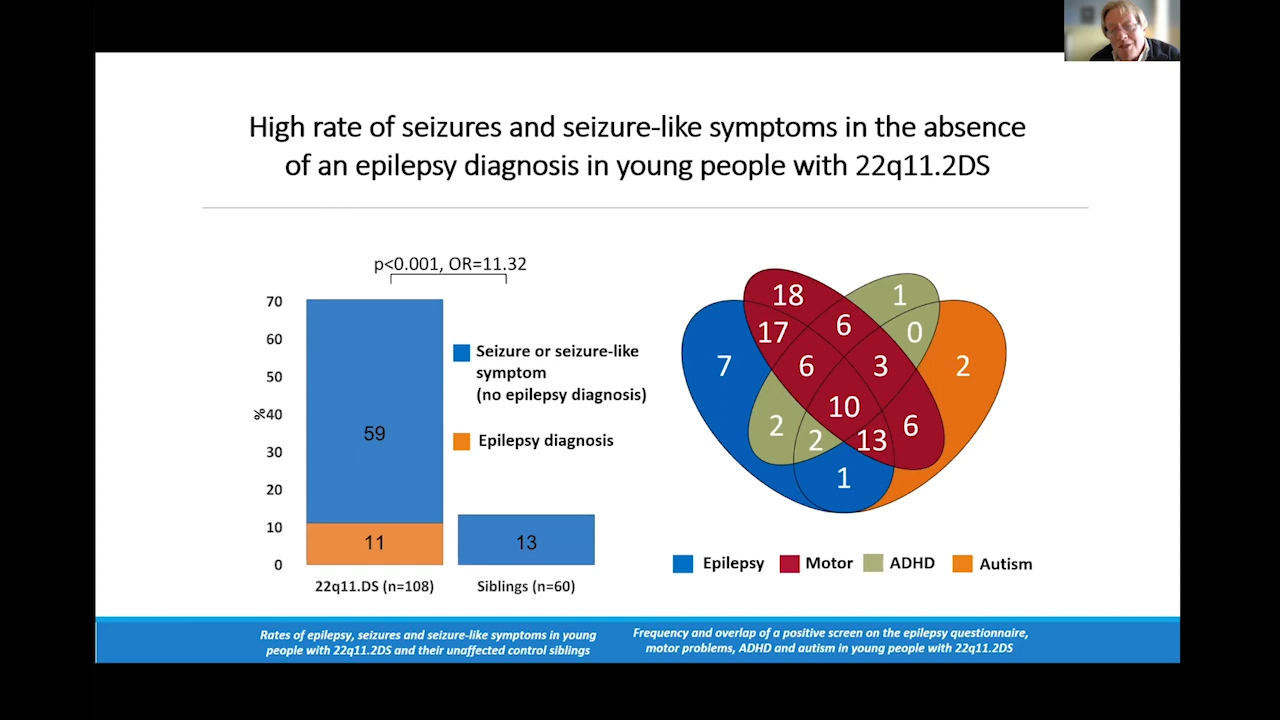 High rate of seizures and seizure-like symptoms in the absence
of an epilepsy diagnosis in young people with 22q11.2DS
p<0.001, OR=11.32
70
60
50
%
40
30
20
10
0
59
11
13
22q11.DS (n=108)
Siblings (n=60)
Seizure or seizure-like
symptom
(no epilepsy diagnosis)
Epilepsy diagnosis
18
1
17
6
0
7
6
3
2
10
2
2
13
6
1
Epilepsy
Motor
ADHD
Autism
Rates of epilepsy, seizures and seizure-like symptoms in young
people with 22q11.2DS and their unaffected control siblings
Frequency and overlap of a positive screen on the epilepsy questionnaire,
motor problems, ADHD and autism in young people with 22q11.2DS